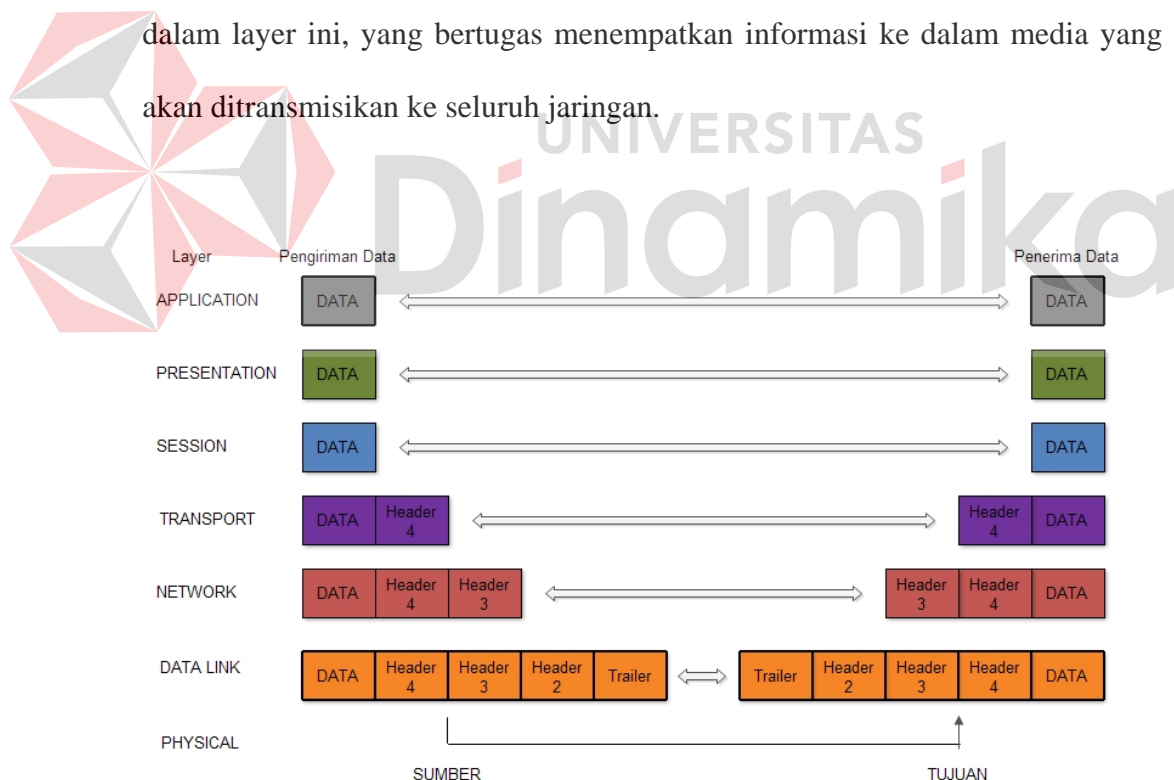 dalam layer ini, yang bertugas menempatkan informasi ke dalam media yang
akan ditransmisikan ke seluruh jaringan.
UNIVERSITAS
Dinamika
Layer Pengiriman Data Penerima Data
APPLICATION DATA DATA
PRESENTATION DATA DATA
SESSION DATA DATA
TRANSPORT DATA Header 4 Header 4 DATA
NETWORK DATA Header 4 Header 3 Header 3 Header 4 DATA
DATA LINK DATA Header 4 Header 3 Header 2 Trailer Trailer Header 2 Header 3 Header 4 DATA
PHYSICAL
SUMBER TUJUAN